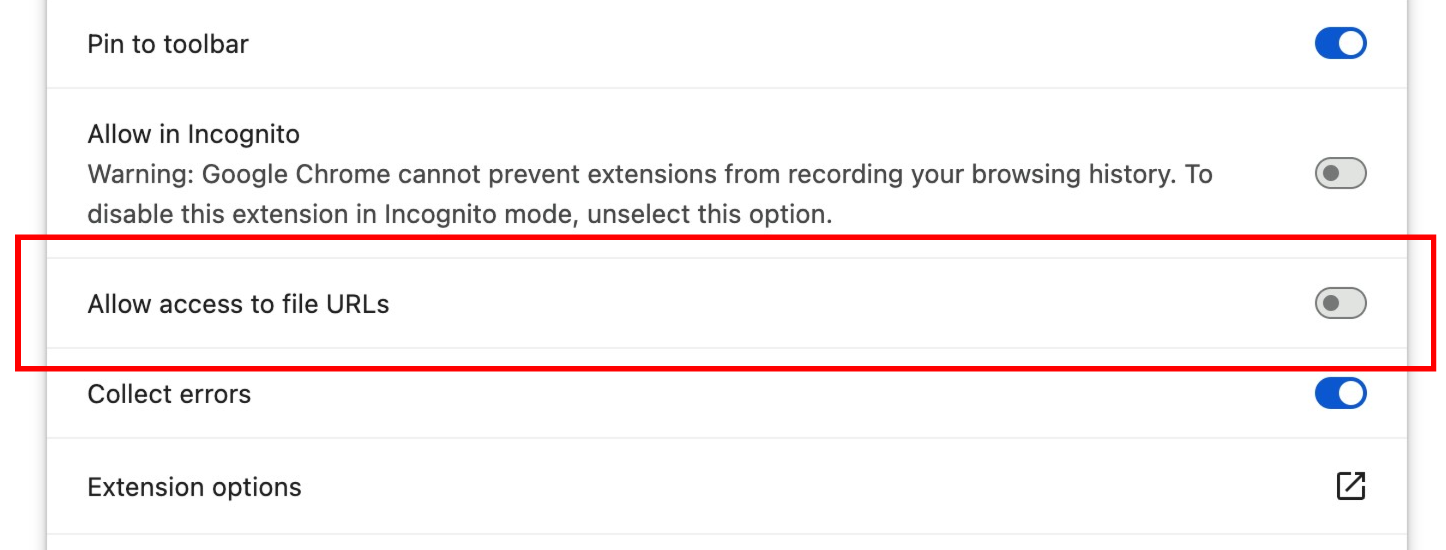 Pin to toolbar
Allow in Incognito
Warning: Google Chrome cannot prevent extensions from recording your browsing history. To
disable this extension in Incognito mode, unselect this option.
Allow access to file URLs
Collect errors
Extension options